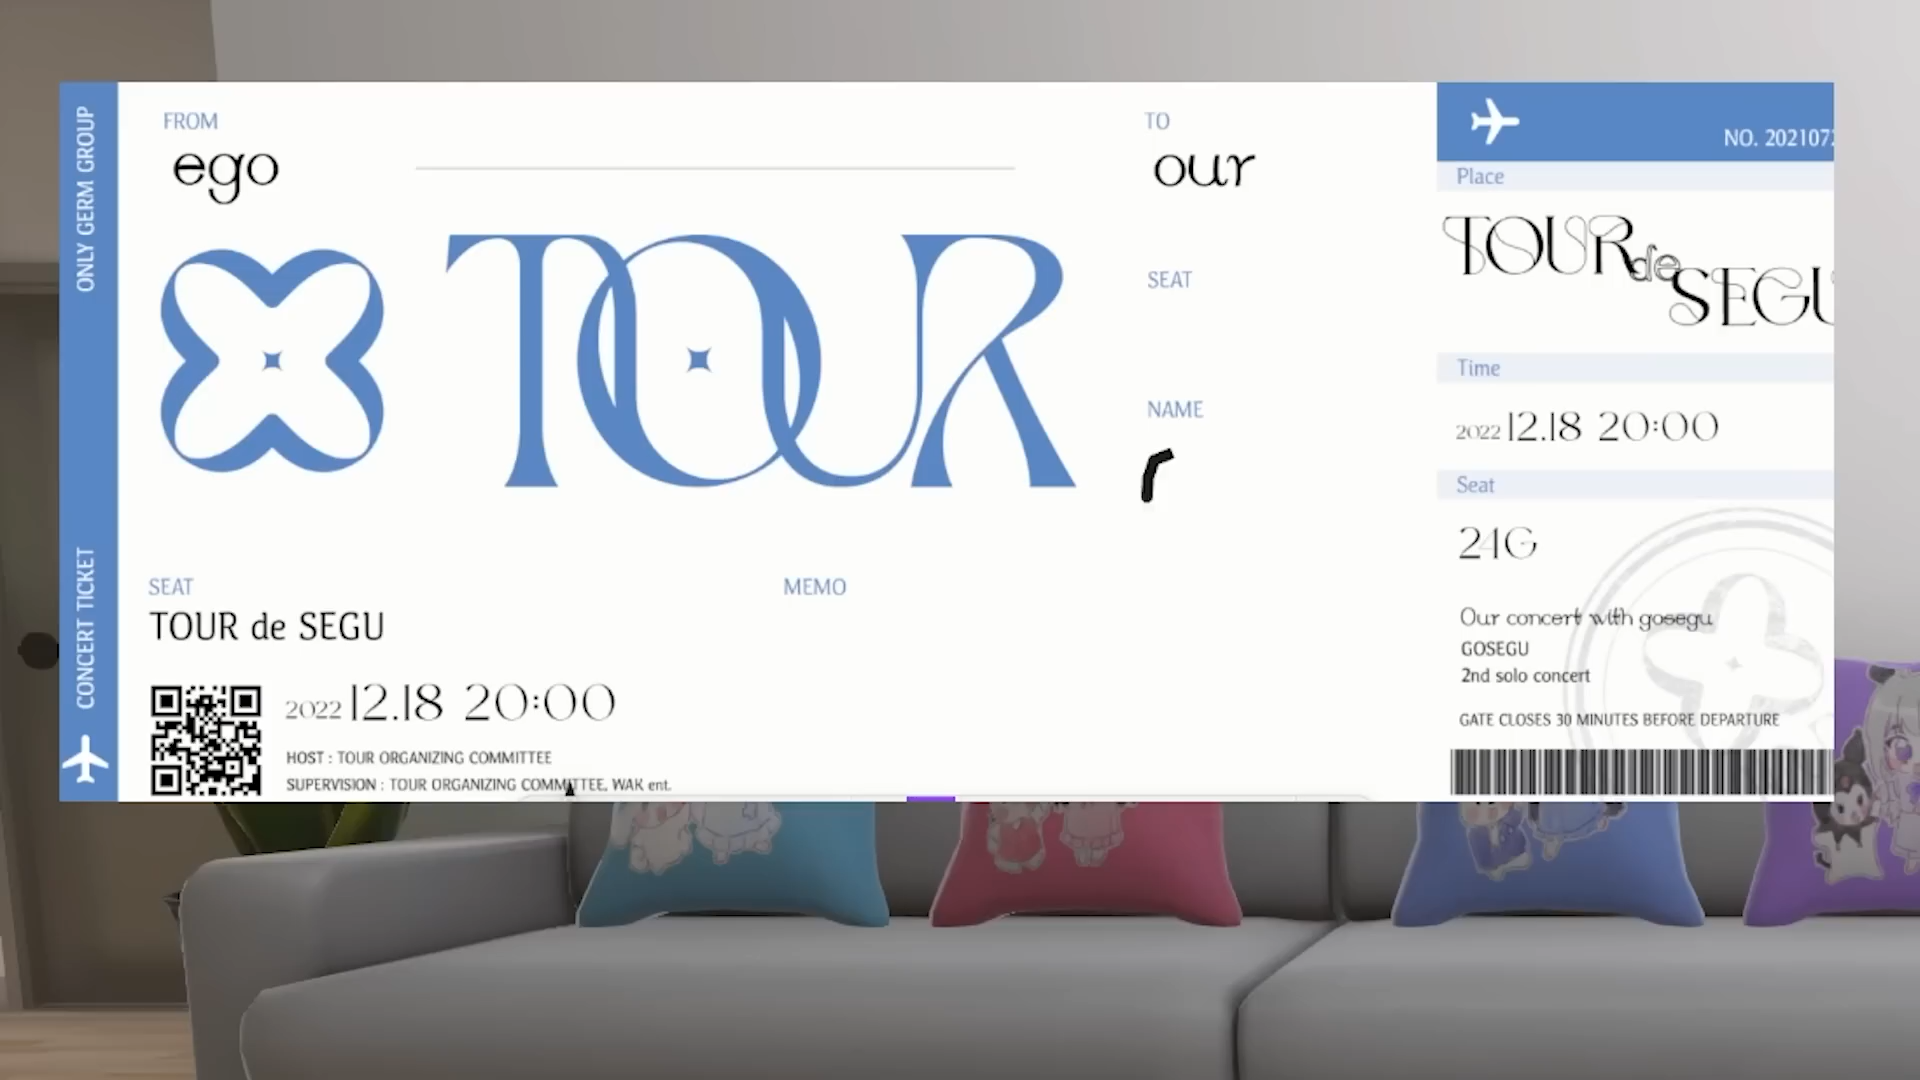 ONLY GERM GROUP
CONCERT TICKET
FROM
ego
TO
our
TOUR
SEAT
NAME
SEAT
TOUR de SEGU
MEMO
2022 12.18 20:00
HOST : TOUR ORGANIZING COMMITTEE
SUPERVISION : TOUR ORGANIZING COMMITTEE, WAK ent.
NO. 202107
Place
TOUR
de
SEGU
Time
2022 12.18 20:00
Seat
24G
Our concert with gosegu
GOSEGU
2nd solo concert
GATE CLOSES 30 MINUTES BEFORE DEPARTURE